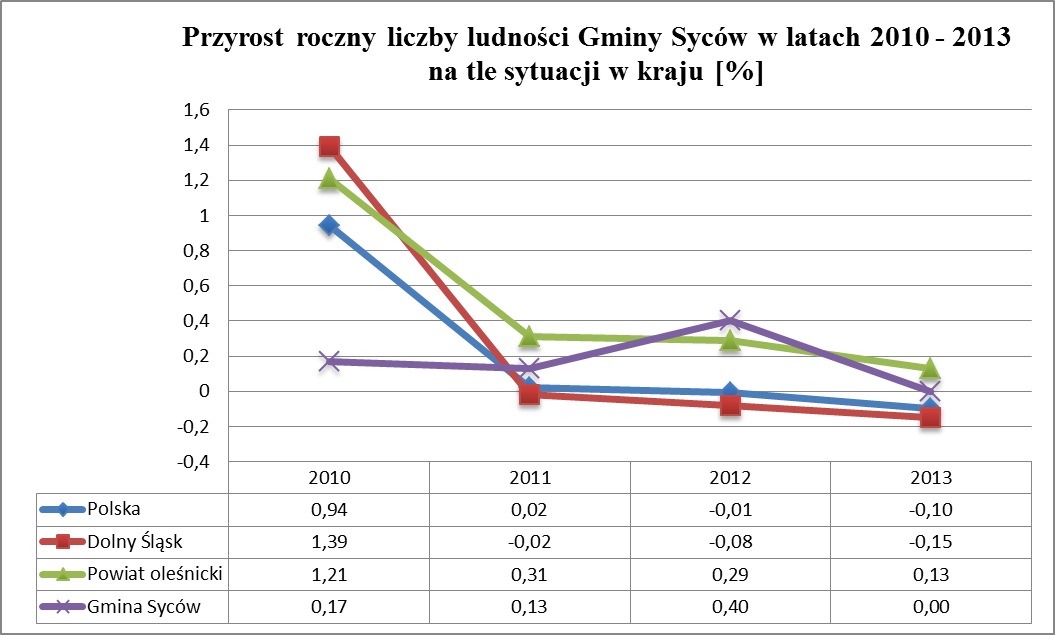 Przyrost roczny liczby ludności Gminy Syców w latach 2010 - 2013
na tle sytuacji w kraju [%]
1,6
1,4
1,2
1
0,8
0,6
0,4
0,2
0
-0,2
-0,4
2010 2011 2012 2013
Polska 0,94 0,02 -0,01 -0,10
Dolny Śląsk 1,39 -0,02 -0,08 -0,15
Powiat oleśnicki 1,21 0,31 0,29 0,13
Gmina Syców 0,17 0,13 0,40 0,00